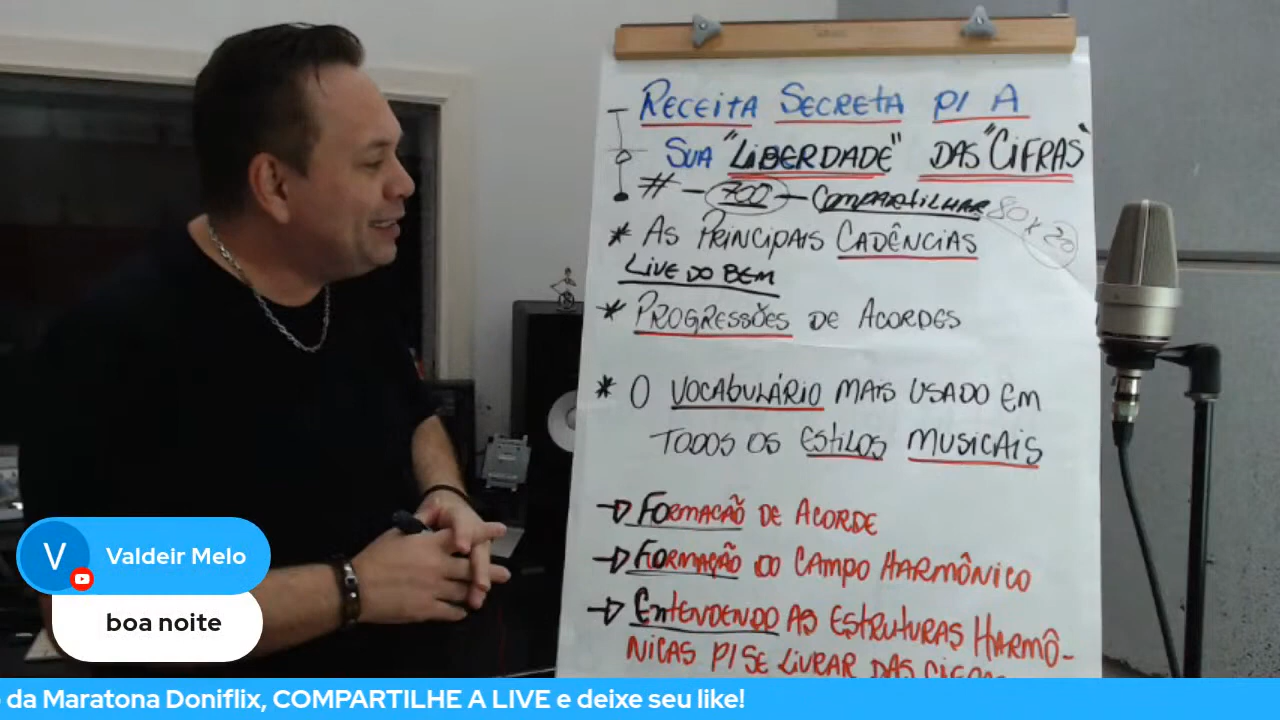 RECEITA SECRETA P/ A
SUA "LIBERDADE" DAS "CIFRAS"
# - 700 - COMPARTILHAR 80 x 20
* AS PRINCIPAIS CADÊNCIAS
LIVE DO BEM
* PROGRESSÕES DE ACORDES
* O VOCABULÁRIO MAIS USADO EM
TODOS OS ESTILOS MUSICAIS
→ FORMAÇÃO DE ACORDE
→ FORMAÇÃO DO CAMPO HARMÔNICO
→ ENTENDENDO AS ESTRUTURAS HARMÔ-
NICAS P/ SE LIVRAR DAS CIFRAS
V Valdeir Melo
boa noite
da Maratona Doniflix, COMPARTILHE A LIVE e deixe seu like!